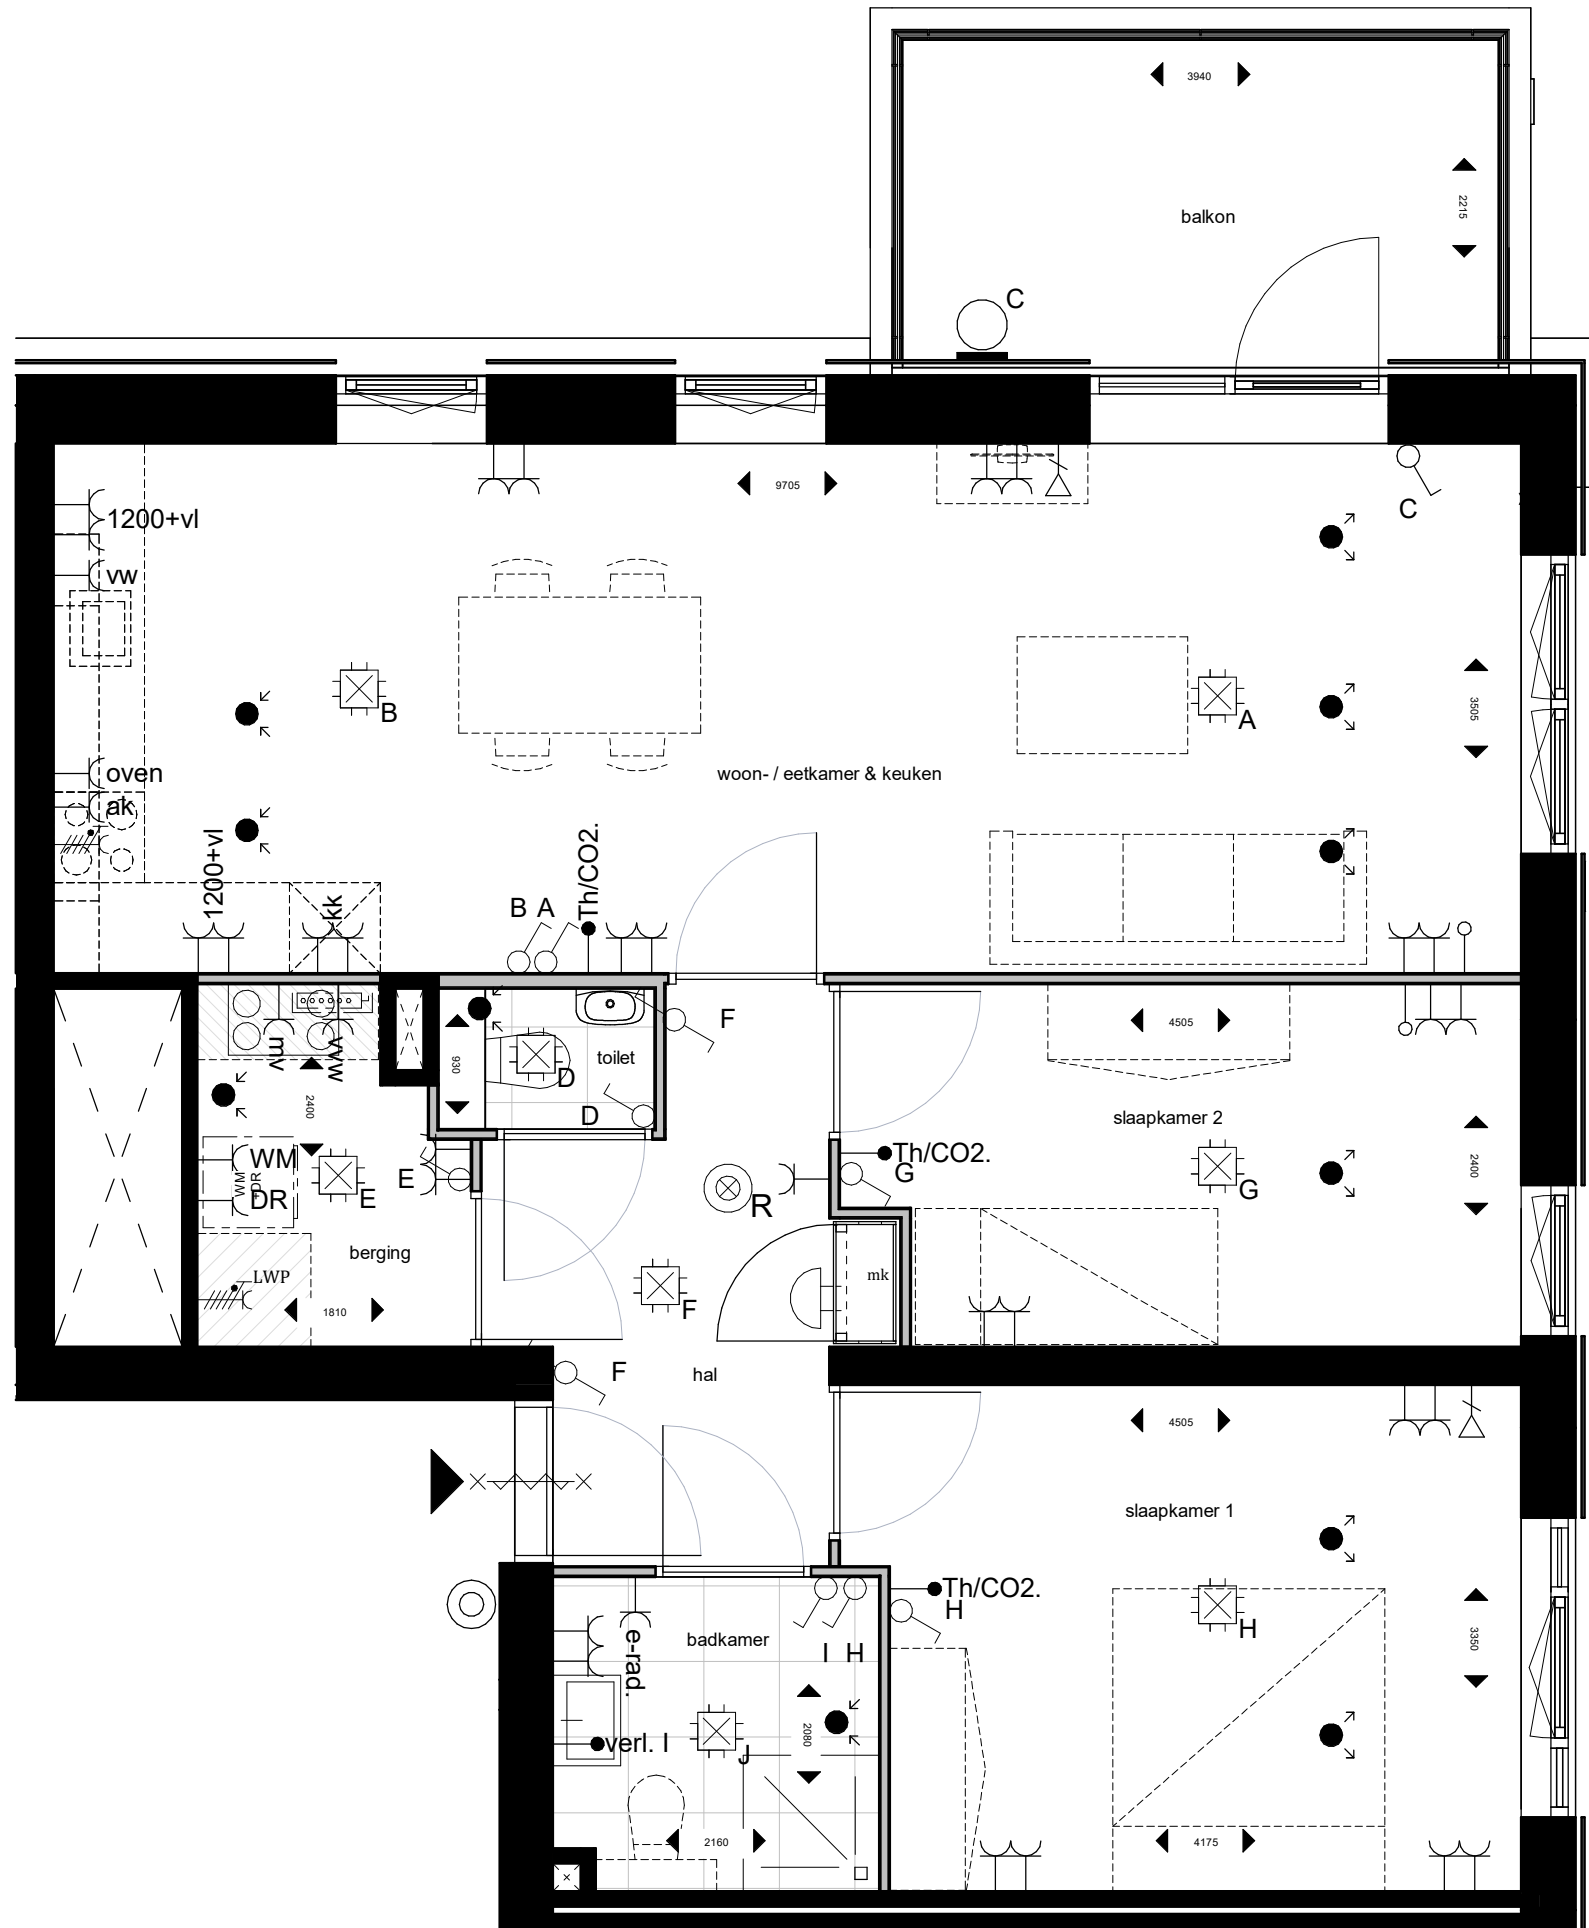 3940
2215
balkon
C
9705
C
1200+vl
vw
B
A
3505
woon- / eetkamer & keuken
oven
ak
1200+vl
kk
B A
Th/CO2.
F
4505
mv
vww
930
toilet
D
D
2400
slaapkamer 2
WM
WM
+DR
DR
E
E
Th/CO2.
G
G
2400
R
berging
LWP
1810
F
mk
F
hal
4505
slaapkamer 1
Th/CO2.
H
I H
e-rad.
badkamer
H
3350
2080
verl. I
J
2160
4175